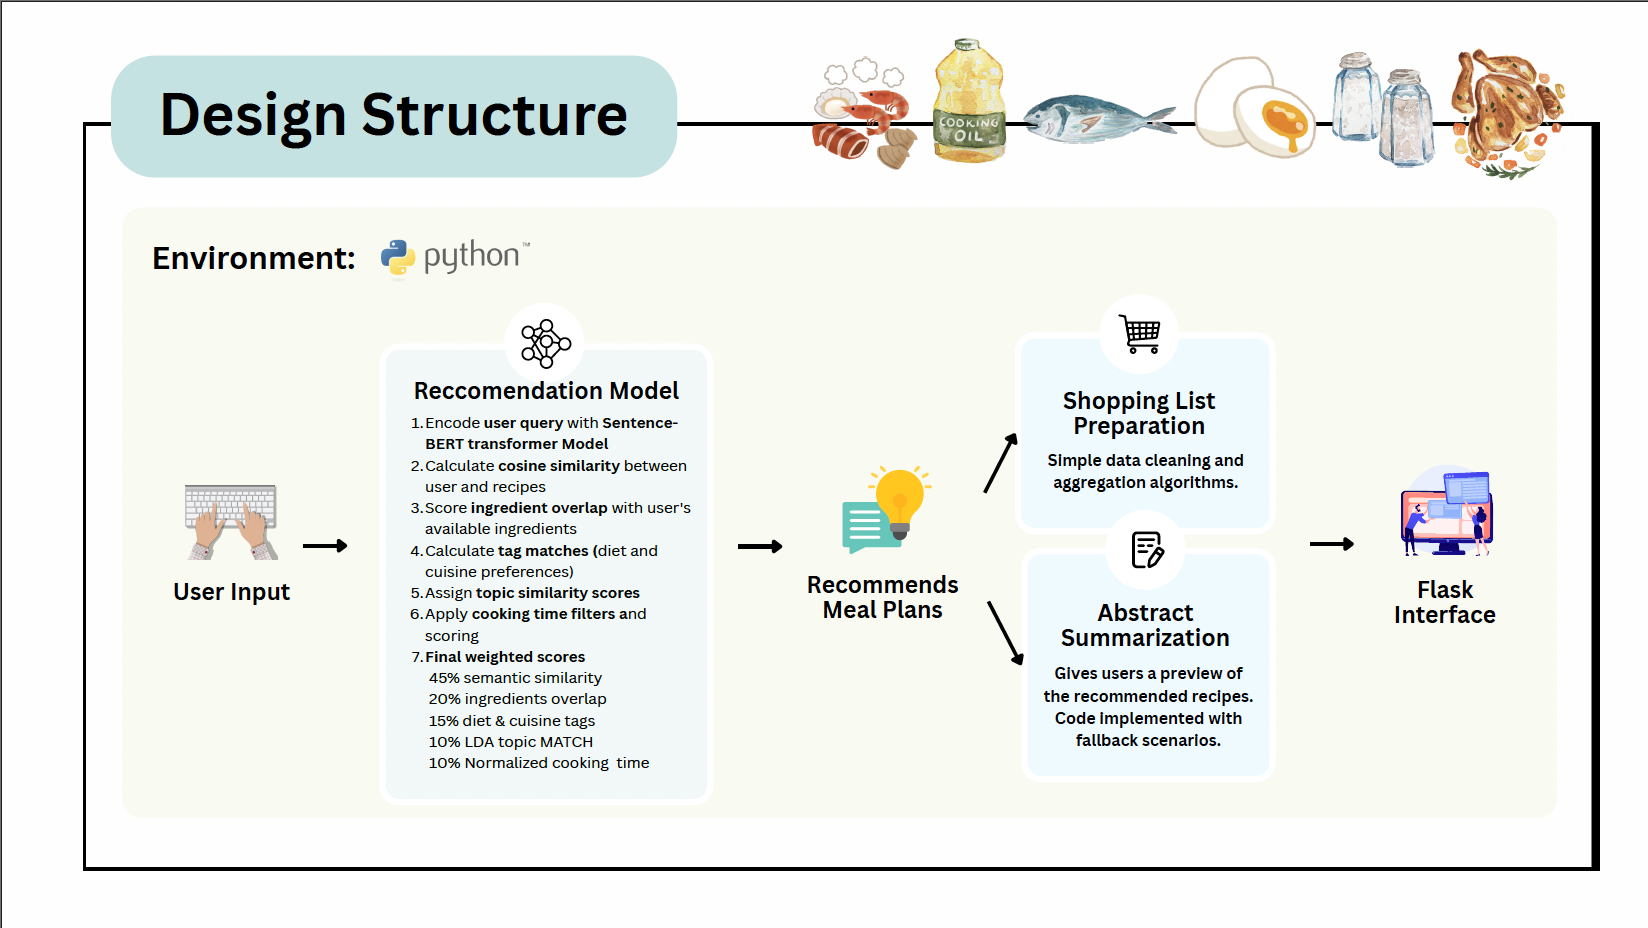 Design Structure
COOKING
OIL
Environment:
python™
Reccomendation Model
1. Encode user query with Sentence-
BERT transformer Model
2. Calculate cosine similarity between
user and recipes
3. Score ingredient overlap with user's
available ingredients
4. Calculate tag matches (diet and
cuisine preferences)
5. Assign topic similarity scores
6. Apply cooking time filters and
scoring
7. Final weighted scores
45% semantic similarity
20% ingredients overlap
15% diet & cuisine tags
10% LDA topic MATCH
10% Normalized cooking  time
User Input
Recommends
Meal Plans
Shopping List
Preparation
Simple data cleaning and
aggregation algorithms.
Abstract
Summarization
Gives users a preview of
the recommended recipes.
Code implemented with
fallback scenarios.
Flask
Interface